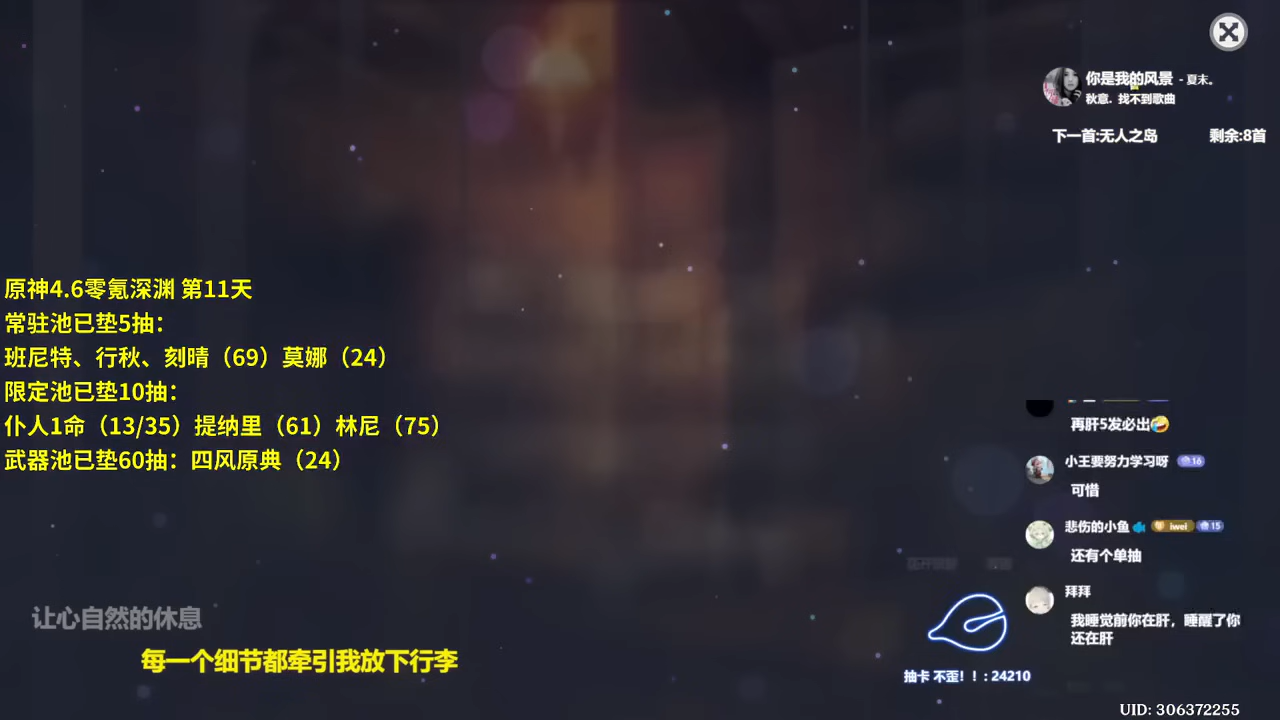 你是我的风景 - 夏末。
秋意. 找不到歌曲
下一首:无人之岛 剩余:8首
原神4.6零氪深渊 第11天
常驻池已垫5抽：
班尼特、行秋、刻晴（69）莫娜（24）
限定池已垫10抽：
仆人1命（13/35）提纳里（61）林尼（75）
武器池已垫60抽：四风原典（24）
再肝5发必出🤣
小王要努力学习呀 16
可惜
悲伤的小鱼🐟 iwei 15
还有个单抽
拜拜
我睡觉前你在肝，睡醒了你
还在肝
让心自然的休息
每一个细节都牵引我放下行李
抽卡 不歪！！: 24210
UID: 306372255